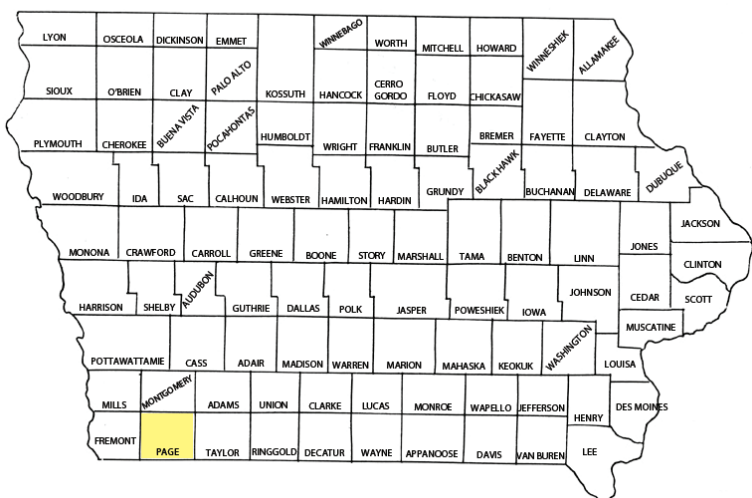 LYON OSCEOLA DICKINSON EMMET WINNEBAGO WORTH MITCHELL HOWARD WINNESHIEK ALLAMAKEE
SIOUX O'BRIEN CLAY PALO ALTO KOSSUTH HANCOCK CERRO GORDO FLOYD CHICKASAW
PLYMOUTH CHEROKEE BUENA VISTA POCAHONTAS HUMBOLDT WRIGHT FRANKLIN BUTLER BREMER FAYETTE CLAYTON
WOODBURY IDA SAC CALHOUN WEBSTER HAMILTON HARDIN GRUNDY BLACK HAWK BUCHANAN DELAWARE DUBUQUE
JACKSON
MONONA CRAWFORD CARROLL GREENE BOONE STORY MARSHALL TAMA BENTON LINN JONES
CLINTON
HARRISON SHELBY AUDUBON GUTHRIE DALLAS POLK JASPER POWESHIEK IOWA JOHNSON CEDAR SCOTT
MUSCATINE
POTTAWATTAMIE CASS ADAIR MADISON WARREN MARION MAHASKA KEOKUK WASHINGTON LOUISA
MILLS MONTGOMERY ADAMS UNION CLARKE LUCAS MONROE WAPELLO JEFFERSON HENRY DES MOINES
FREMONT PAGE TAYLOR RINGGOLD DECATUR WAYNE APPANOOSE DAVIS VAN BUREN LEE